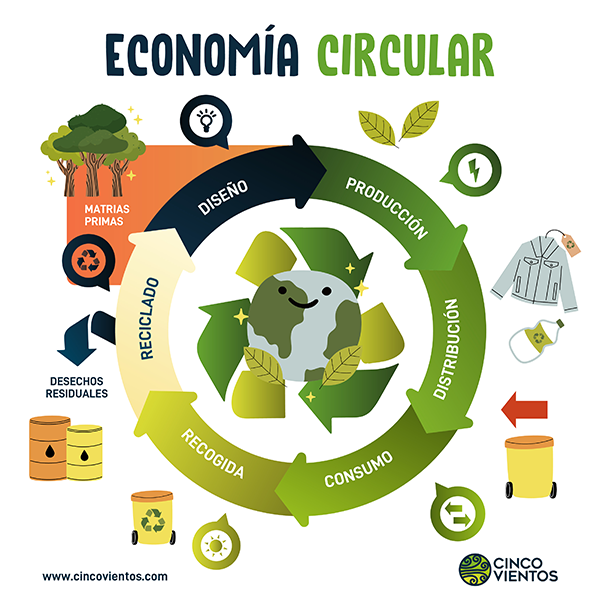 ECONOMÍA CIRCULAR
MATRIAS
PRIMAS
DISEÑO
PRODUCCIÓN
DISTRIBUCIÓN
CONSUMO
RECOGIDA
RECICLADO
DESECHOS
RESIDUALES
www.cincovientos.com
CINCO
VIENTOS